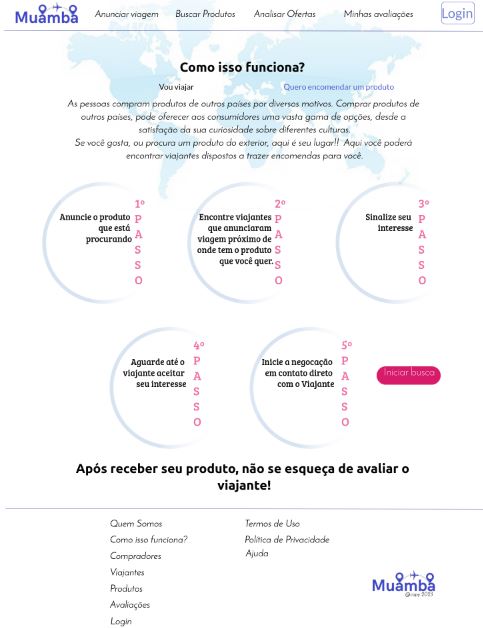 Muamba
Anunciar viagem
Buscar Produtos
Analisar Ofertas
Minhas avaliações
Login
Como isso funciona?
Vou viajar
Quero encomendar um produto
As pessoas compram produtos de outros países por diversos motivos. Comprar produtos de
outros países, pode oferecer aos consumidores uma vasta gama de opções, desde a
satisfação da sua curiosidade sobre diferentes culturas.
Se você gosta, ou procura um produto do exterior, aqui é seu lugar!! Aqui você poderá
encontrar viajantes dispostos a trazer encomendas para você.
1º PASSO
Anuncie o produto
que está
procurando
2º PASSO
Encontre viajantes
que anunciaram
viagem próximo de
onde tem o produto
que você quer.
3º PASSO
Sinalize seu
interesse
4º PASSO
Aguarde até o
viajante aceitar
seu interesse
5º PASSO
Inicie a negocação
em contato direto
com o Viajante
Iniciar busca
Após receber seu produto, não se esqueça de avaliar o
viajante!
Quem Somos
Como isso funciona?
Compradores
Viajantes
Produtos
Avaliações
Login
Termos de Uso
Política de Privacidade
Ajuda
Muamba